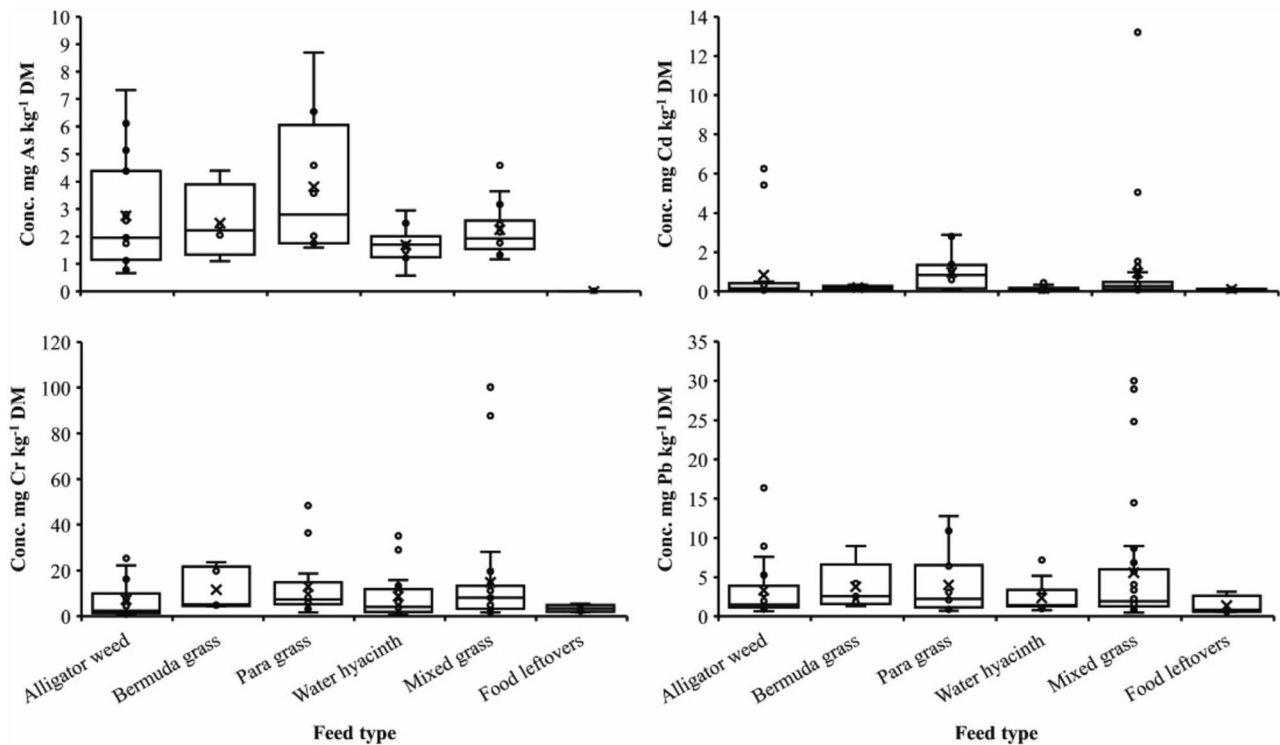 Conc. mg As kg⁻¹ DM
10
9
8
7
6
5
4
3
2
1
0
Conc. mg Cd kg⁻¹ DM
14
12
10
8
6
4
2
0
Conc. mg Cr kg⁻¹ DM
120
100
80
60
40
20
0
Alligator weed
Bermuda grass
Para grass
Water hyacinth
Mixed grass
Food leftovers
Feed type
Conc. mg Pb kg⁻¹ DM
35
30
25
20
15
10
5
0
Alligator weed
Bermuda grass
Para grass
Water hyacinth
Mixed grass
Food leftovers
Feed type